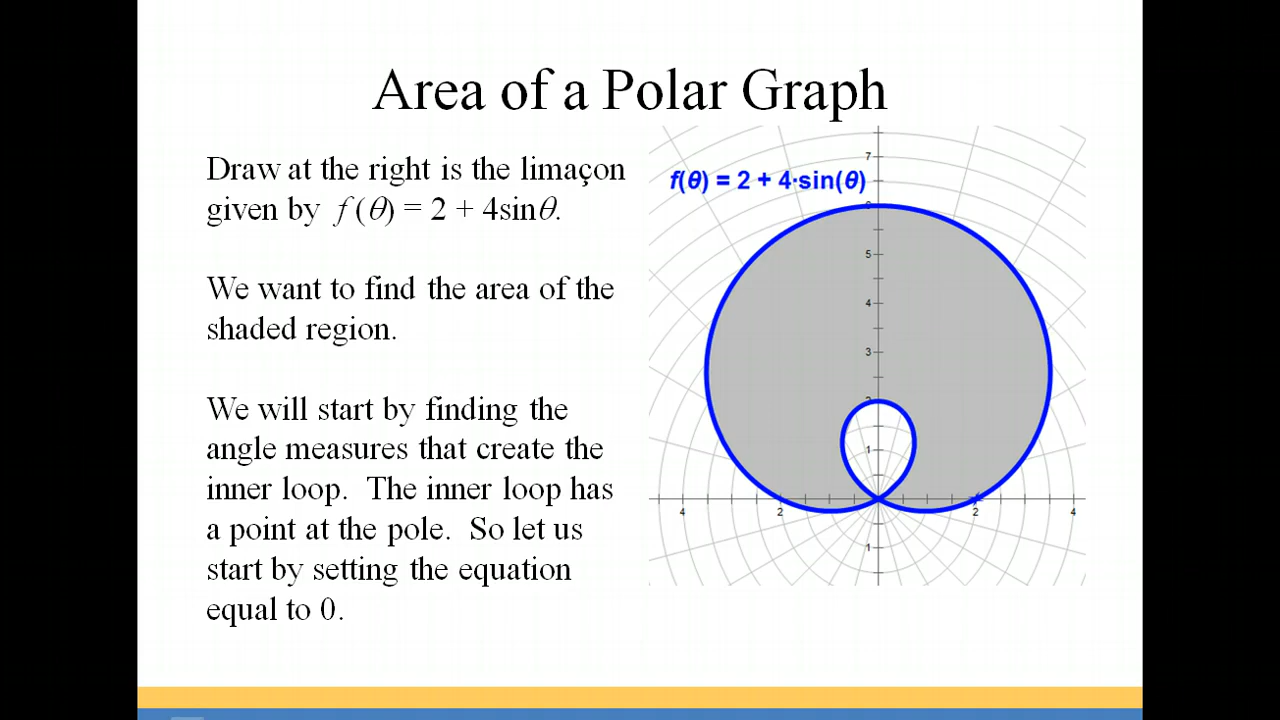 Area of a Polar Graph
Draw at the right is the limaçon
given by f (θ) = 2 + 4sinθ.
We want to find the area of the
shaded region.
We will start by finding the
angle measures that create the
inner loop. The inner loop has
a point at the pole. So let us
start by setting the equation
equal to 0.
f(θ) = 2 + 4·sin(θ)
7
6
5
4
3
2
1
4 2 2 4
1